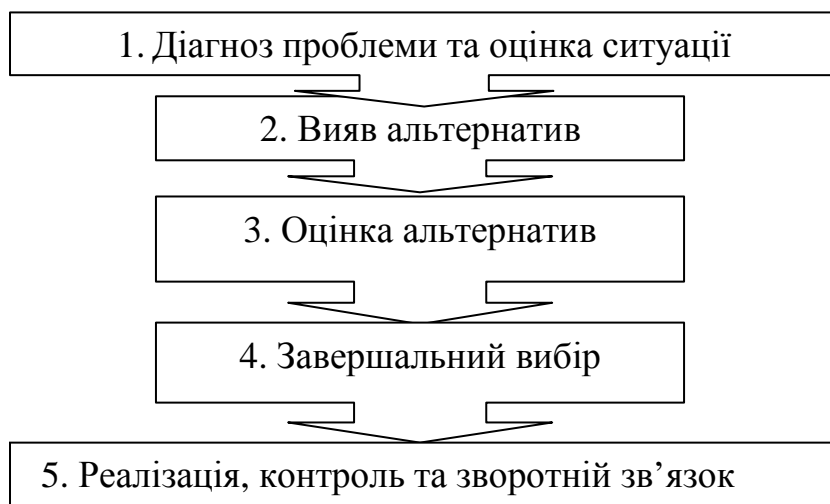 1. Діагноз проблеми та оцінка ситуації
2. Вияв альтернатив
3. Оцінка альтернатив
4. Завершальний вибір
5. Реалізація, контроль та зворотній зв’язок